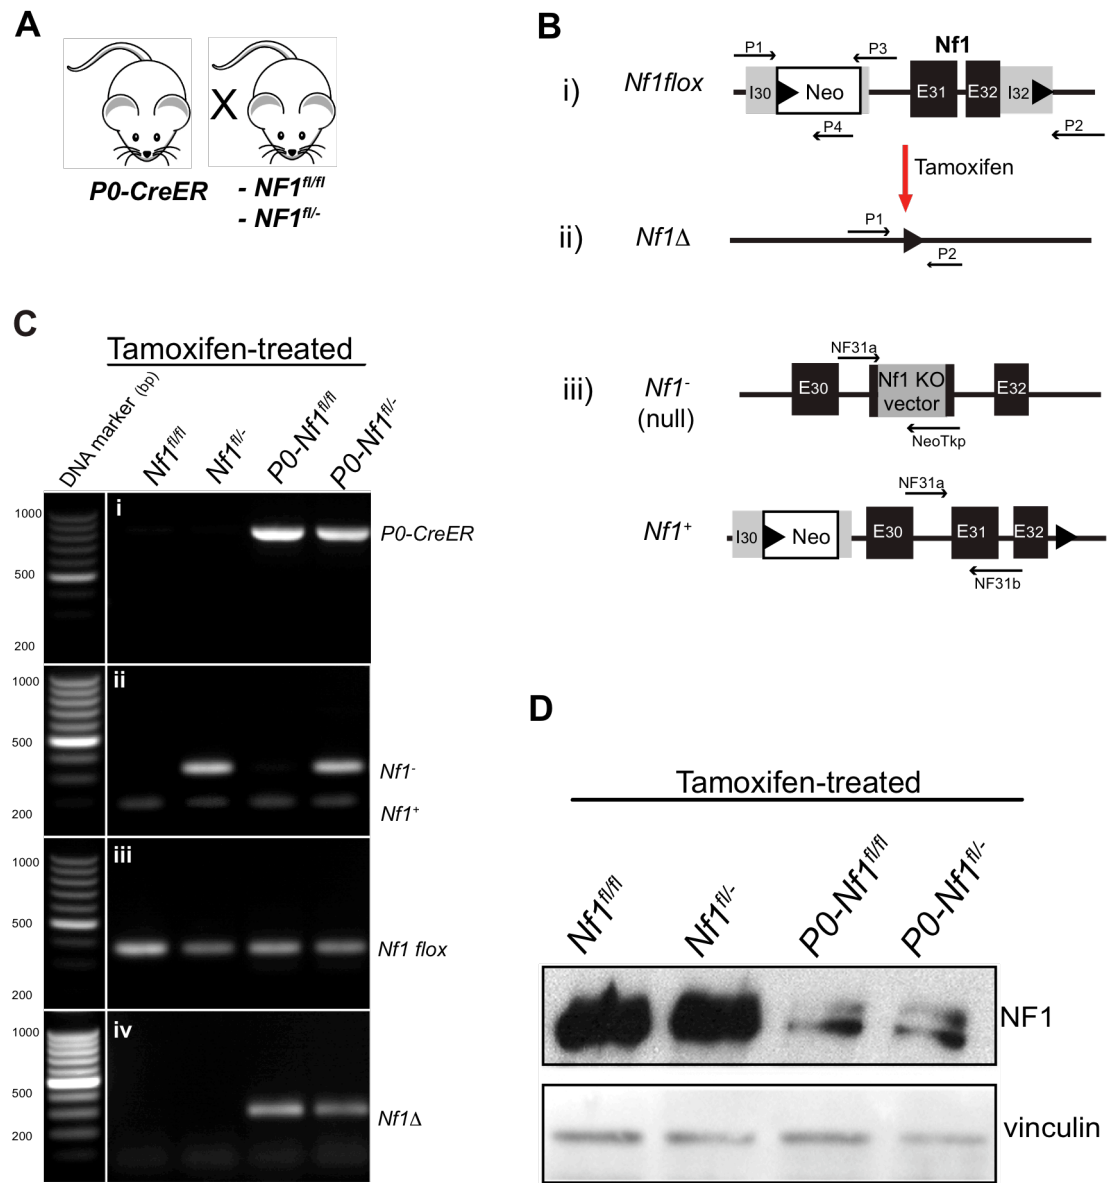 A
X
P0-CreER
- NF1fl/fl
- NF1fl/-
B
Nf1
P1
P3
i)
Nf1flox
I30
Neo
E31
E32
I32
P4
P2
Tamoxifen
ii)
Nf1Δ
P1
P2
iii)
Nf1-
(null)
NF31a
E30
Nf1 KO
vector
E32
NeoTkp
NF31a
Nf1+
I30
Neo
E30
E31
E32
NF31b
C
Tamoxifen-treated
DNA marker (bp)
Nf1fl/fl
Nf1fl/-
P0-Nf1fl/fl
P0-Nf1fl/-
i
1000
500
200
P0-CreER
ii
1000
500
200
Nf1-
Nf1+
iii
1000
500
200
Nf1 flox
iv
1000
500
200
Nf1Δ
D
Tamoxifen-treated
Nf1fl/fl
Nf1fl/-
P0-Nf1fl/fl
P0-Nf1fl/-
NF1
vinculin